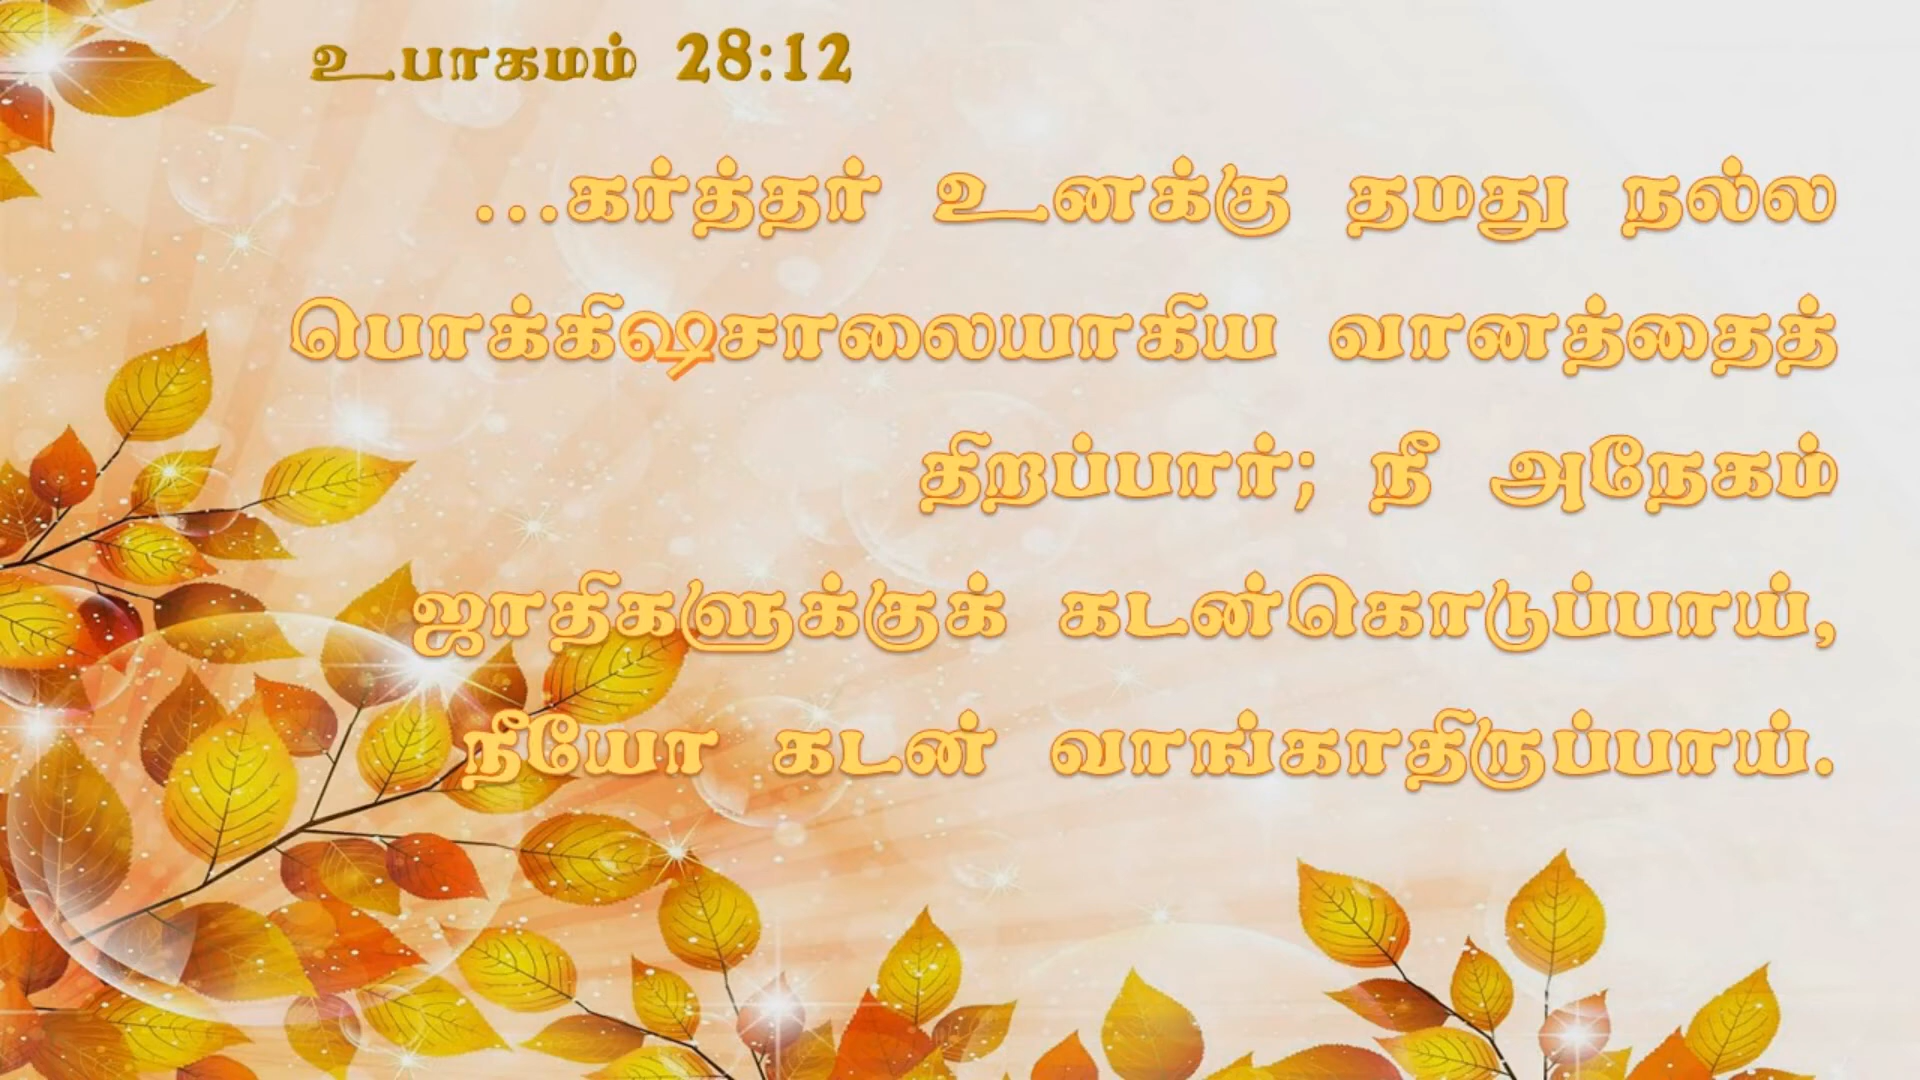 உபாகமம் 28:12
...கர்த்தர் உனக்கு தமது நல்ல
பொக்கிஷசாலையாகிய வானத்தைத்
திறப்பார்; நீ அநேகம்
ஜாதிகளுக்குக் கடன்கொடுப்பாய்,
நீயோ கடன் வாங்காதிருப்பாய்.